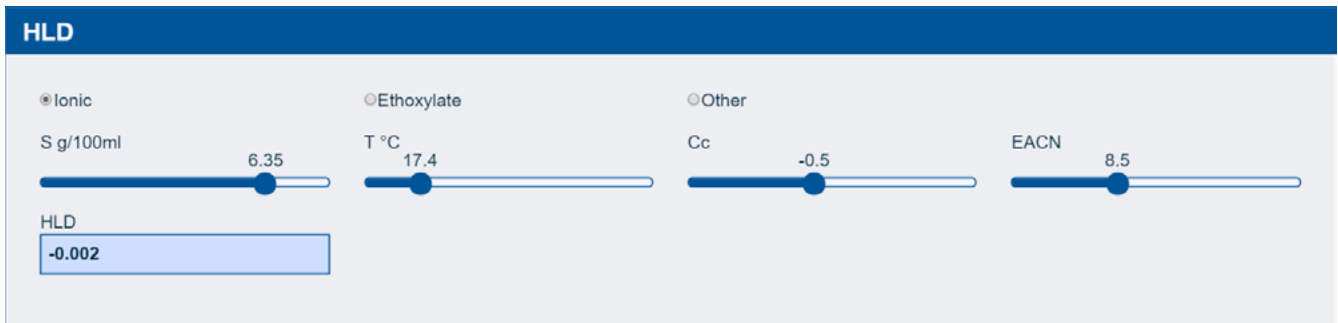 HLD
Ionic Ethoxylate Other
S g/100ml T °C Cc EACN
6.35 17.4 -0.5 8.5
HLD
-0.002